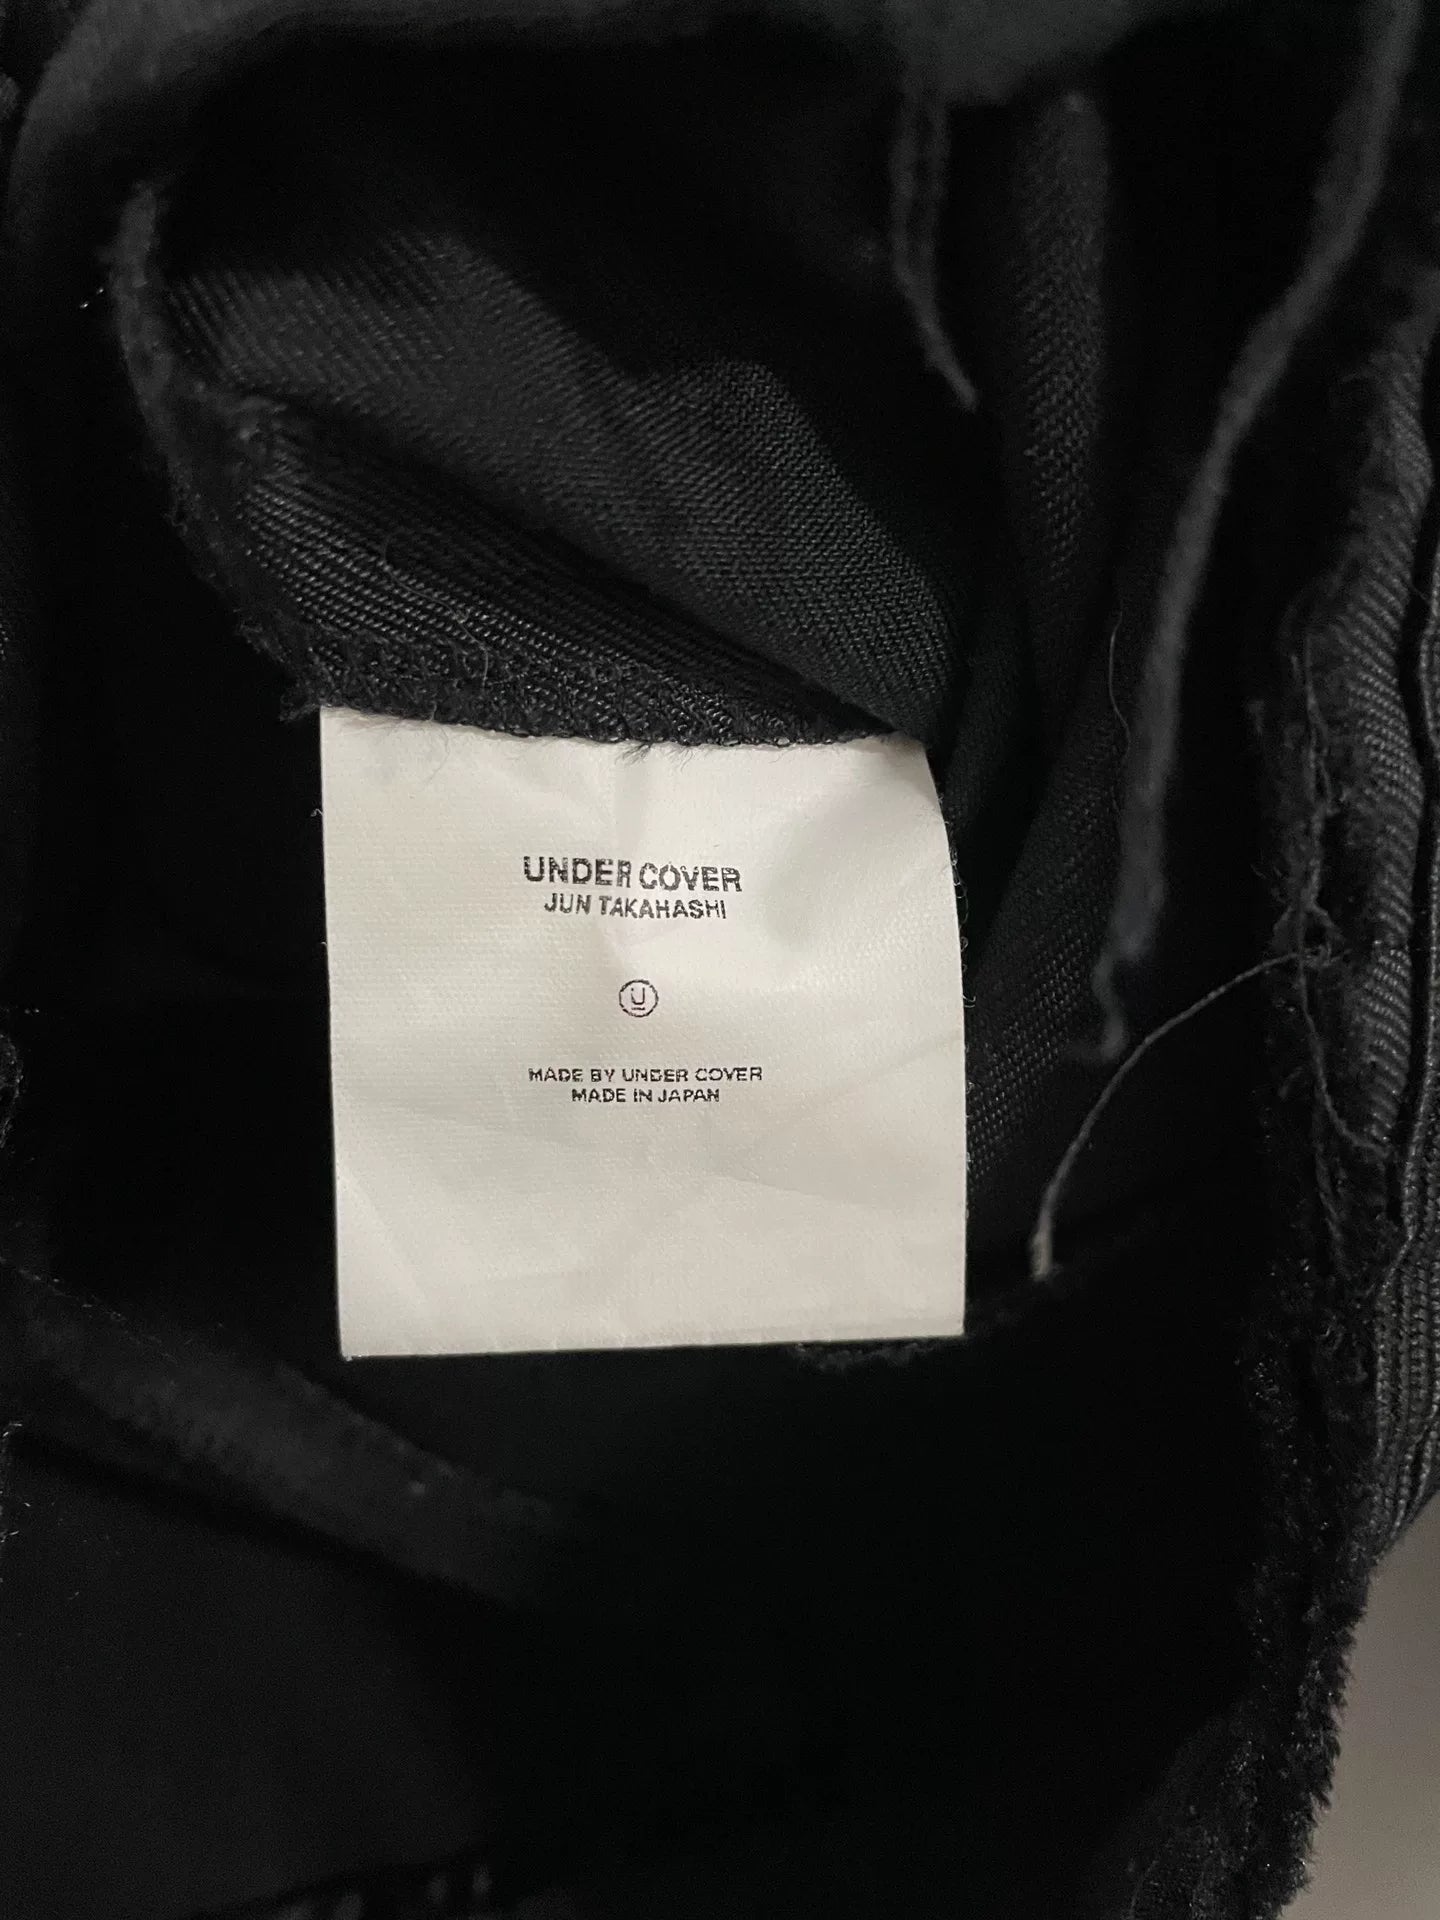 UNDER COVER
JUN TAKAHASHI
U
MADE BY UNDER COVER
MADE IN JAPAN